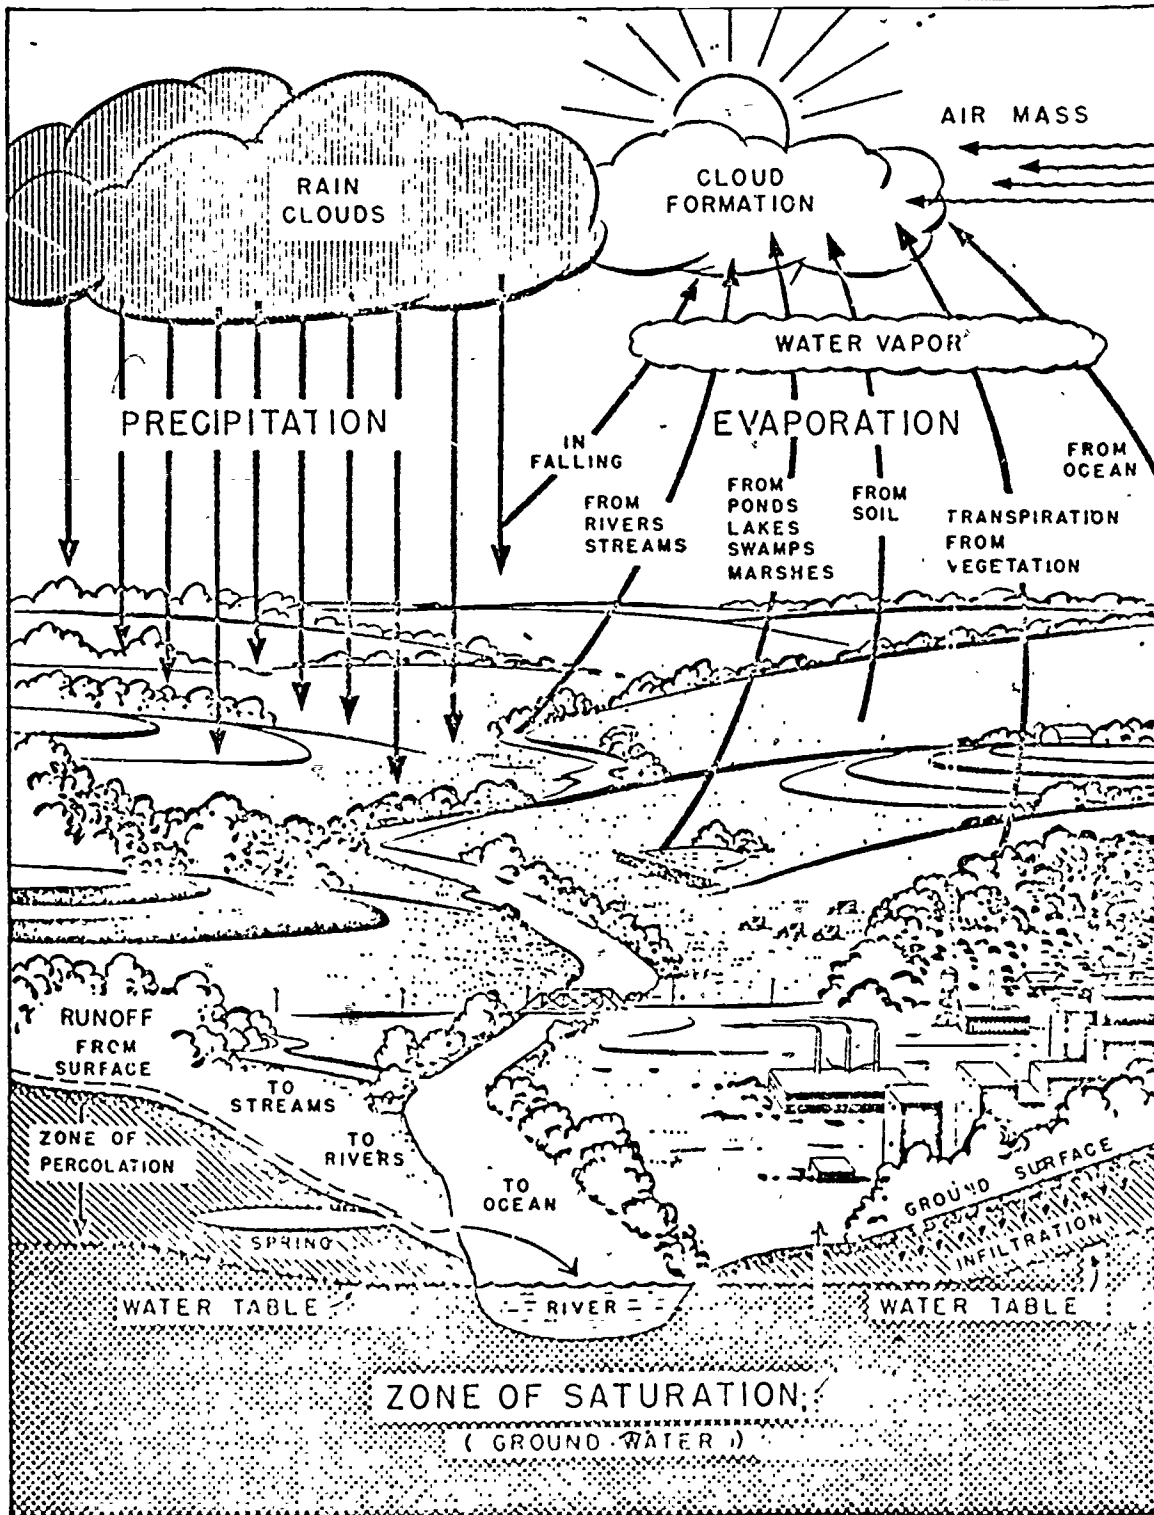 AIR MASS
RAIN
CLOUDS
CLOUD
FORMATION
WATER VAPOR
PRECIPITATION
EVAPORATION
IN
FALLING
FROM
RIVERS
STREAMS
FROM
PONDS
LAKES
SWAMPS
MARSHES
FROM
SOIL
TRANSPIRATION
FROM
VEGETATION
FROM
OCEAN
RUNOFF
FROM
SURFACE
TO
STREAMS
TO
RIVERS
TO
OCEAN
ZONE OF
PERCOLATION
SPRING
GROUND SURFACE
INFILTRATION
WATER TABLE
RIVER
WATER TABLE
ZONE OF SATURATION
( GROUND WATER )